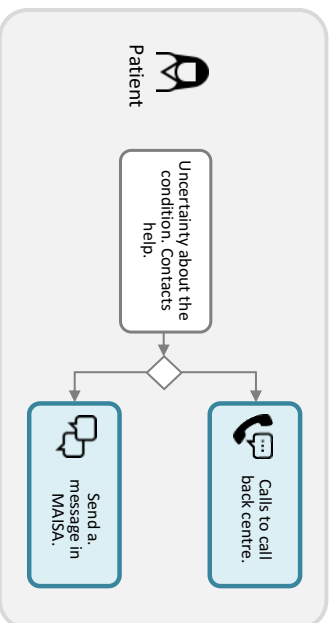 Patient
Uncertainty about the
condition. Contacts
help.
Calls to call
back centre.
Send a.
message in
MAISA.